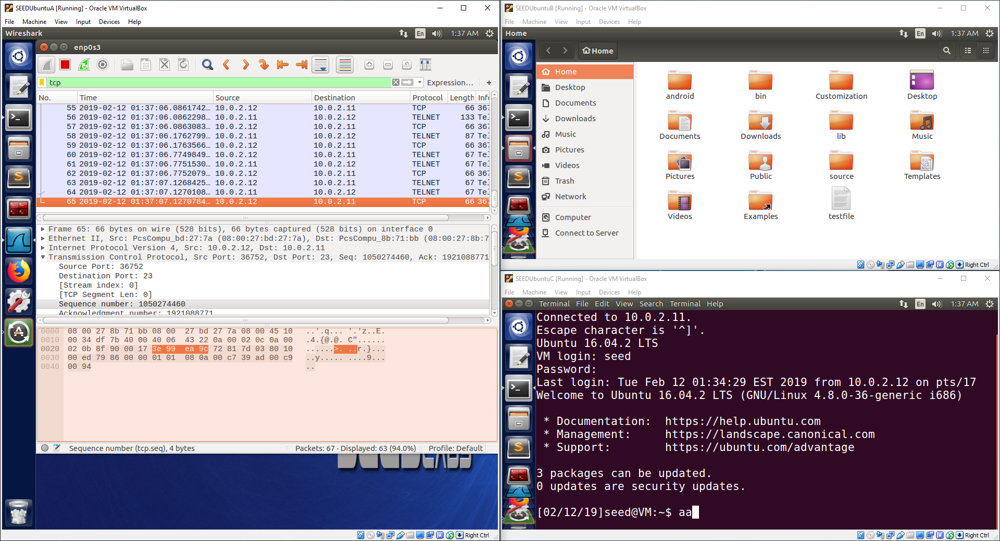 SEEDUbuntuA [Running] - Oracle VM VirtualBox
File Machine View Input Devices Help
Wireshark En 1:37 AM
enp0s3
tcp Expression… +
No. Time Source Destination Protocol Length Info
55 2019-02-12 01:37:06.0861742… 10.0.2.12 10.0.2.11 TCP 66 367
56 2019-02-12 01:37:06.0862298… 10.0.2.11 10.0.2.12 TELNET 133 Tel
57 2019-02-12 01:37:06.0863083… 10.0.2.12 10.0.2.11 TCP 66 367
58 2019-02-12 01:37:06.1762799… 10.0.2.11 10.0.2.12 TELNET 87 Tel
59 2019-02-12 01:37:06.1763566… 10.0.2.12 10.0.2.11 TCP 66 367
60 2019-02-12 01:37:06.7749849… 10.0.2.12 10.0.2.11 TELNET 67 Tel
61 2019-02-12 01:37:06.7751530… 10.0.2.11 10.0.2.12 TELNET 67 Tel
62 2019-02-12 01:37:06.7752079… 10.0.2.12 10.0.2.11 TCP 66 367
63 2019-02-12 01:37:07.1268425… 10.0.2.12 10.0.2.11 TELNET 67 Tel
64 2019-02-12 01:37:07.1270108… 10.0.2.11 10.0.2.12 TELNET 67 Tel
65 2019-02-12 01:37:07.1270784… 10.0.2.12 10.0.2.11 TCP 66 367
Frame 65: 66 bytes on wire (528 bits), 66 bytes captured (528 bits) on interface 0
Ethernet II, Src: PcsCompu_bd:27:7a (08:00:27:bd:27:7a), Dst: PcsCompu_8b:71:bb (08:00:27:8b:7
Internet Protocol Version 4, Src: 10.0.2.12, Dst: 10.0.2.11
Transmission Control Protocol, Src Port: 36752, Dst Port: 23, Seq: 1050274460, Ack: 1921088771
Source Port: 36752
Destination Port: 23
[Stream index: 0]
[TCP Segment Len: 0]
Sequence number: 1050274460
Acknowledgment number: 1921088771
0000 08 00 27 8b 71 bb 08 00 27 bd 27 7a 08 00 45 10 ..'.q... '.'z..E.
0010 00 34 df 7b 40 00 40 06 43 22 0a 00 02 0c 0a 00 .4.{@.@. C"......
0020 02 0b 8f 90 00 17 3e 99 ea 9c 72 81 7d 03 80 10 ......>. ..r.}...
0030 00 ed 79 86 00 00 01 01 08 0a 00 c7 39 ad 00 c9 ..y..... ....9...
0040 00 94 ..
Sequence number (tcp.seq), 4 bytes Packets: 67 · Displayed: 63 (94.0%) Profile: Default
Right Ctrl
SEEDUbuntuB [Running] - Oracle VM VirtualBox
File Machine View Input Devices Help
Home En 1:37 AM
Home
Home
Desktop
Documents
Downloads
Music
Pictures
Videos
Trash
Network
Computer
Connect to Server
android bin Customization Desktop
Documents Downloads lib Music
Pictures Public source Templates
Videos Examples testfile
Right Ctrl
SEEDUbuntuC [Running] - Oracle VM VirtualBox
File Machine View Input Devices Help
Terminal File Edit View Search Terminal Help En 1:37 AM
Connected to 10.0.2.11.
Escape character is '^]'.
Ubuntu 16.04.2 LTS
VM login: seed
Password:
Last login: Tue Feb 12 01:34:29 EST 2019 from 10.0.2.12 on pts/17
Welcome to Ubuntu 16.04.2 LTS (GNU/Linux 4.8.0-36-generic i686)
* Documentation: https://help.ubuntu.com
* Management: https://landscape.canonical.com
* Support: https://ubuntu.com/advantage
3 packages can be updated.
0 updates are security updates.
[02/12/19]seed@VM:~$ aa
Right Ctrl